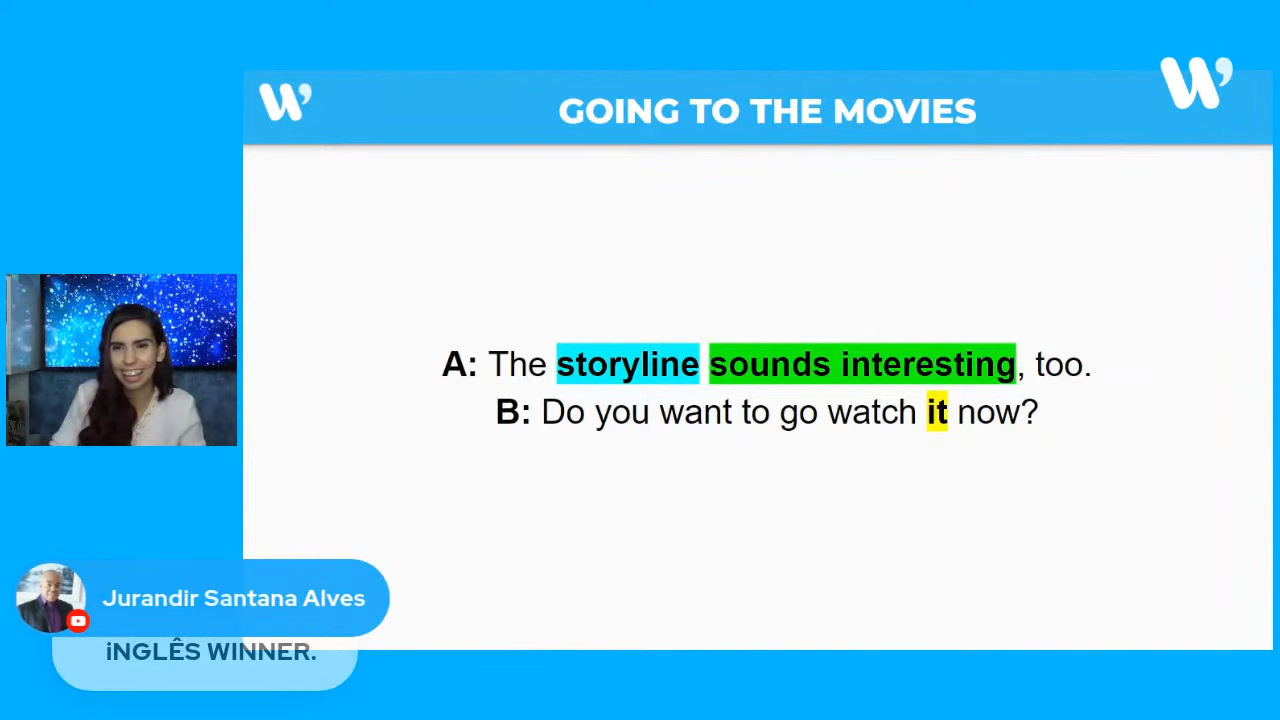 GOING TO THE MOVIES
A: The storyline sounds interesting, too.
B: Do you want to go watch it now?
Jurandir Santana Alves
iNGLÊS WINNER.